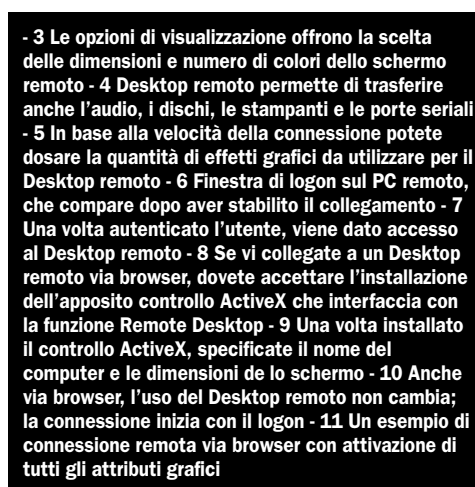 - 3 Le opzioni di visualizzazione offrono la scelta
delle dimensioni e numero di colori dello schermo
remoto - 4 Desktop remoto permette di trasferire
anche l’audio, i dischi, le stampanti e le porte seriali
- 5 In base alla velocità della connessione potete
dosare la quantità di effetti grafici da utilizzare per il
Desktop remoto - 6 Finestra di logon sul PC remoto,
che compare dopo aver stabilito il collegamento - 7
Una volta autenticato l’utente, viene dato accesso
al Desktop remoto - 8 Se vi collegate a un Desktop
remoto via browser, dovete accettare l’installazione
dell’apposito controllo ActiveX che interfaccia con
la funzione Remote Desktop - 9 Una volta installato
il controllo ActiveX, specificate il nome del
computer e le dimensioni de lo schermo - 10 Anche
via browser, l’uso del Desktop remoto non cambia;
la connessione inizia con il logon - 11 Un esempio di
connessione remota via browser con attivazione di
tutti gli attributi grafici